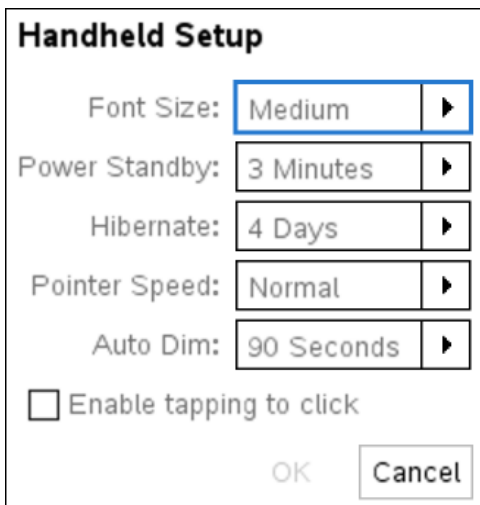 Handheld Setup
Font Size: Medium
Power Standby: 3 Minutes
Hibernate: 4 Days
Pointer Speed: Normal
Auto Dim: 90 Seconds
Enable tapping to click
OK Cancel